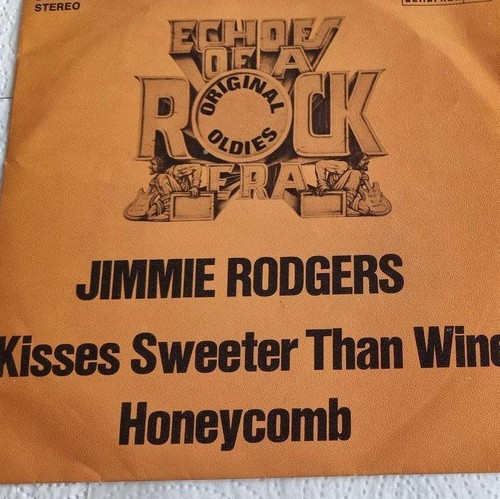 STEREO
ECHOES
OF A
ROCK
ORIGINAL
OLDIES
ERA
JIMMIE RODGERS
Kisses Sweeter Than Wine
Honeycomb